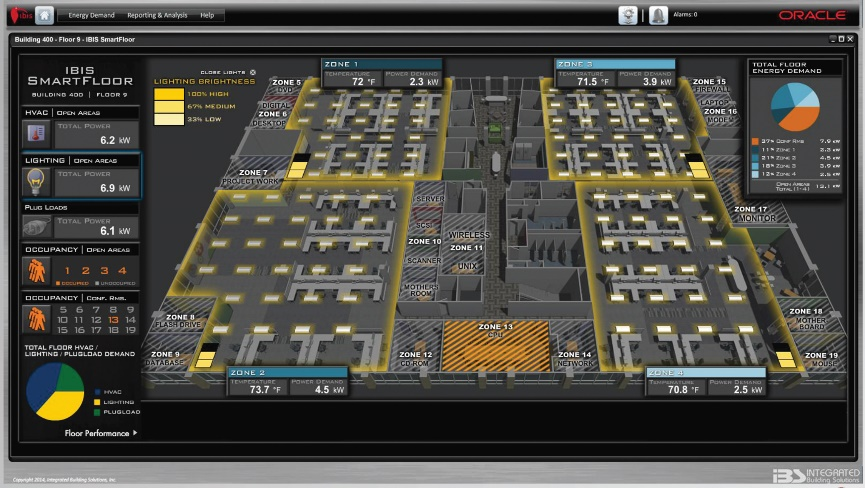 ibis
Energy Demand
Reporting & Analysis
Help
Alarms: 0
ORACLE
Building 400 - Floor 9 - IBIS SmartFloor
IBIS
SMARTFLOOR
BUILDING 400 | FLOOR 9
HVAC | OPEN AREAS
TOTAL POWER
6.2 kW
LIGHTING | OPEN AREAS
TOTAL POWER
6.9 kW
PLUG LOADS
TOTAL POWER
6.1 kW
OCCUPANCY | OPEN AREAS
1 2 3 4
OCCUPIED UNOCCUPIED
OCCUPANCY | CONF. RMS.
5 6 7 8 9
10 11 12 13 14
15 16 17 18 19
TOTAL FLOOR HVAC /
LIGHTING / PLUGLOAD DEMAND
HVAC
LIGHTING
PLUGLOAD
Floor Performance
CLOSE LIGHTS
LIGHTING BRIGHTNESS
100% HIGH
67% MEDIUM
33% LOW
ZONE 1
TEMPERATURE
72 °F
POWER DEMAND
2.3 kW
ZONE 3
TEMPERATURE
71.5 °F
POWER DEMAND
3.9 kW
ZONE 5
DVD
DIGITAL
ZONE 6
DESKTOP
ZONE 7
PROJECT WORK
ZONE 8
FLASH DRIVE
ZONE 9
DATABASE
SERVER
SCSI
ZONE 10
SCANNER
MOTHERS
ROOM
WIRELESS
ZONE 11
UNIX
ZONE 12
CD-ROM
ZONE 13
CPU
ZONE 14
NETWORK
ZONE 15
FIREWALL
LAPTOP
ZONE 16
MODEM
ZONE 17
MONITOR
ZONE 18
MOTHER
BOARD
ZONE 19
MOUSE
ZONE 2
TEMPERATURE
73.7 °F
POWER DEMAND
4.5 kW
ZONE 4
TEMPERATURE
70.8 °F
POWER DEMAND
2.5 kW
TOTAL FLOOR
ENERGY DEMAND
37% CONF RMS 7.9 kW
11% ZONE 1 2.3 kW
21% ZONE 2 4.5 kW
18% ZONE 3 3.9 kW
12% ZONE 4 2.5 kW
OPEN AREAS
TOTAL (1-4) 13.1 kW
Copyright 2014, Integrated Building Solutions, Inc.
IBS INTEGRATED
Building Solutions